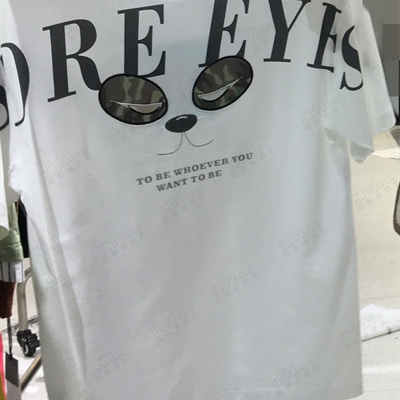 ORE EYES
TO BE WHOEVER YOU
WANT TO BE